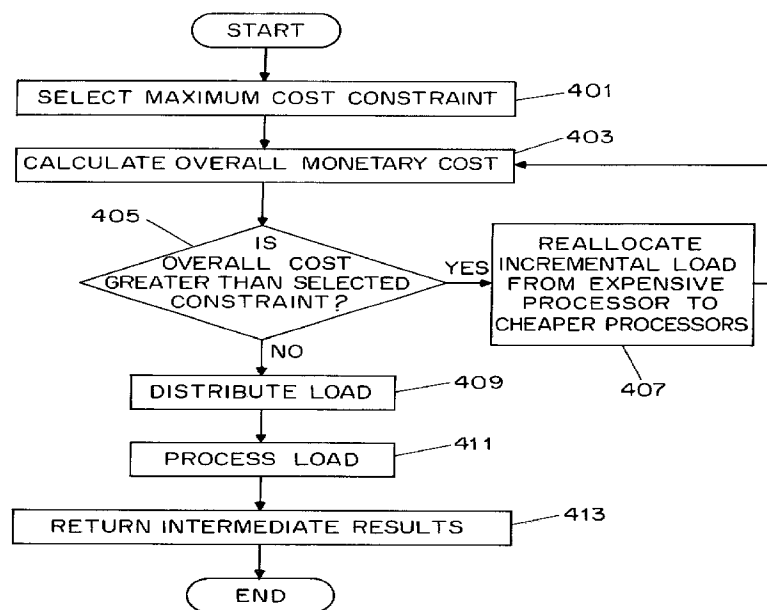 START
SELECT MAXIMUM COST CONSTRAINT
401
CALCULATE OVERALL MONETARY COST
403
405
IS
OVERALL COST
GREATER THAN SELECTED
CONSTRAINT?
YES
REALLOCATE
INCREMENTAL LOAD
FROM EXPENSIVE
PROCESSOR TO
CHEAPER PROCESSORS
407
NO
DISTRIBUTE LOAD
409
PROCESS LOAD
411
RETURN INTERMEDIATE RESULTS
413
END